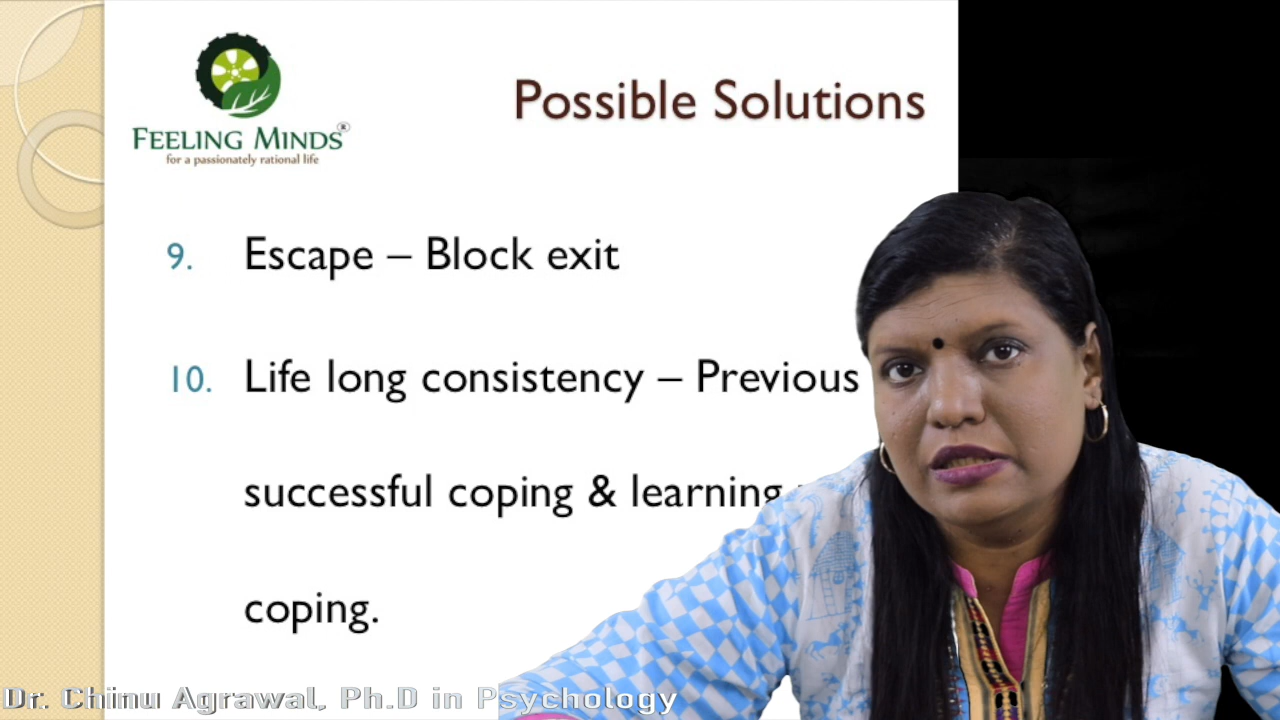 Possible Solutions
FEELING MINDS®
for a passionately rational life
9. Escape – Block exit
10. Life long consistency – Previous
successful coping & learning
coping.
Dr. Chinu Agrawal, Ph.D in Psychology